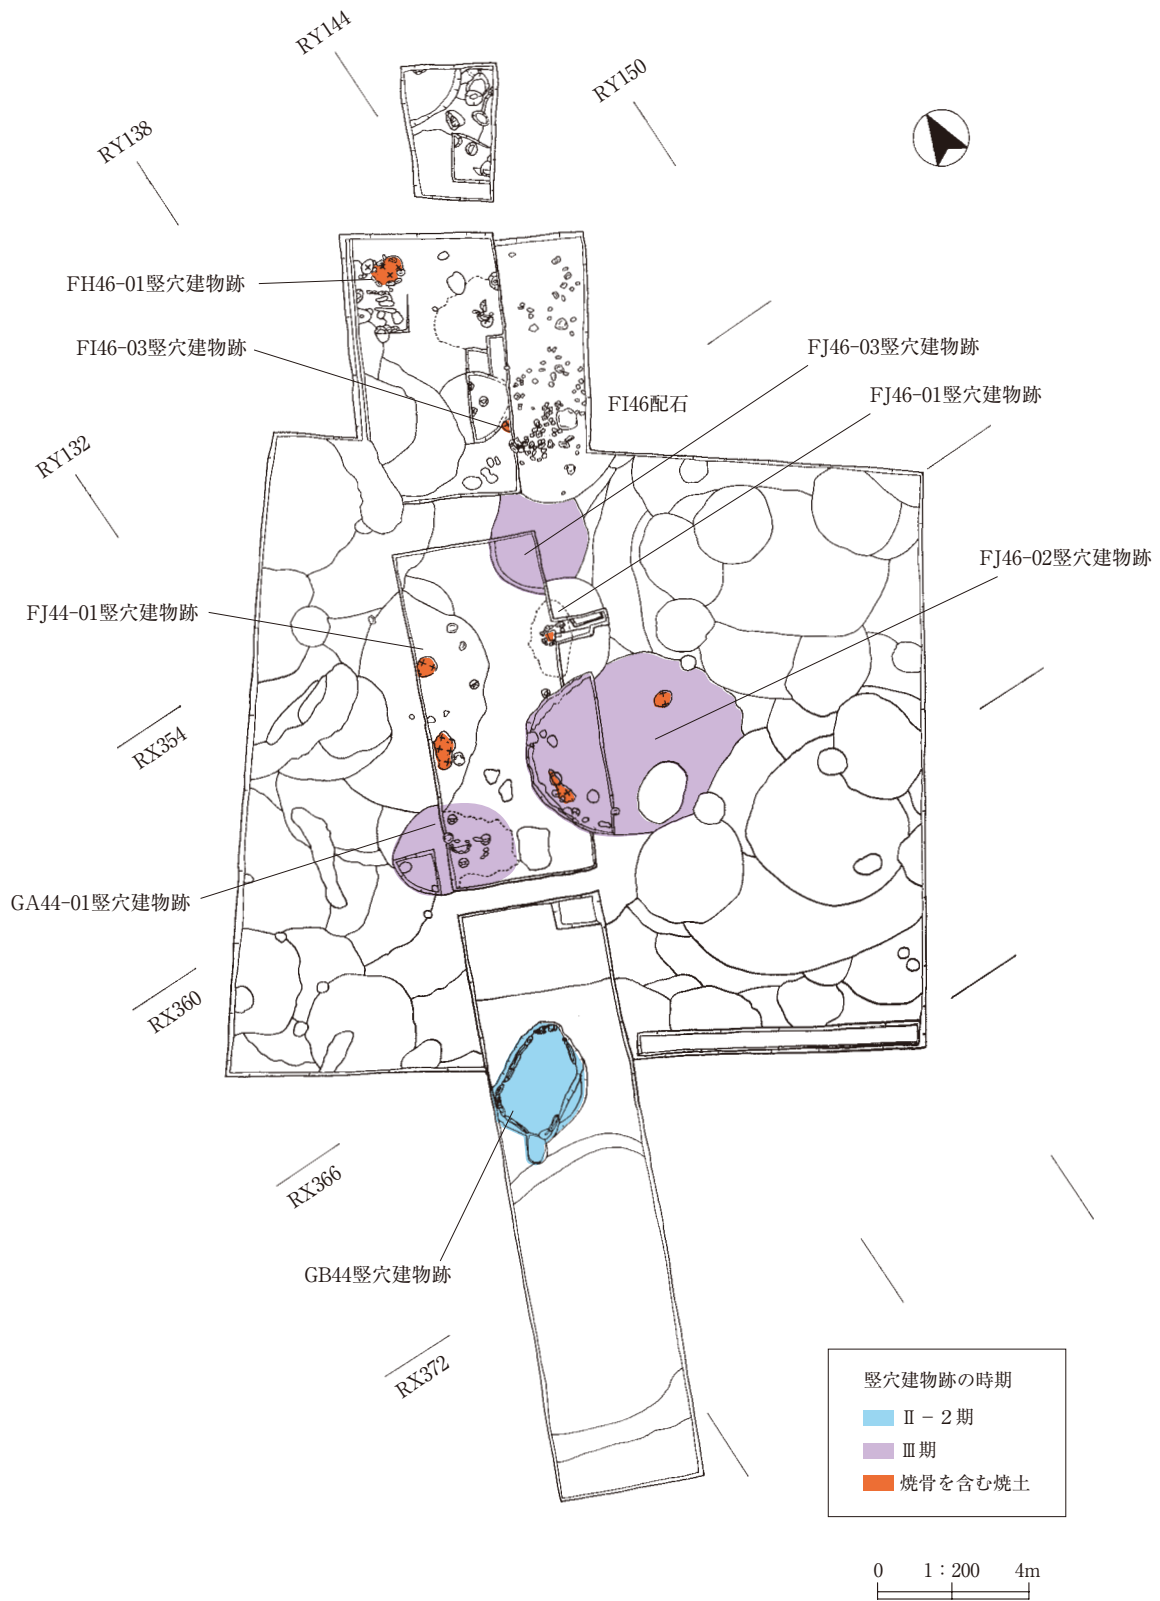 RY144
RY150
RY138
FH46-01竪穴建物跡
FI46-03竪穴建物跡
FJ46-03竪穴建物跡
FJ46-01竪穴建物跡
FI46配石
RY132
FJ46-02竪穴建物跡
FJ44-01竪穴建物跡
RX354
GA44-01竪穴建物跡
RX360
RX366
GB44竪穴建物跡
RX372
竪穴建物跡の時期
Ⅱ－２期
Ⅲ期
焼骨を含む焼土
0 1：200 4m